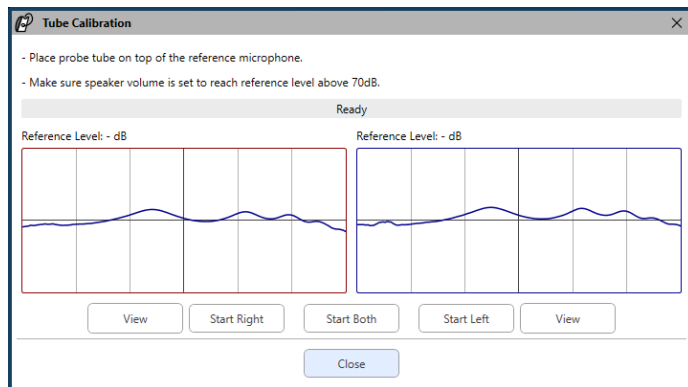 Tube Calibration
- Place probe tube on top of the reference microphone.
- Make sure speaker volume is set to reach reference level above 70dB.
Ready
Reference Level: - dB
Reference Level: - dB
View
Start Right
Start Both
Start Left
View
Close